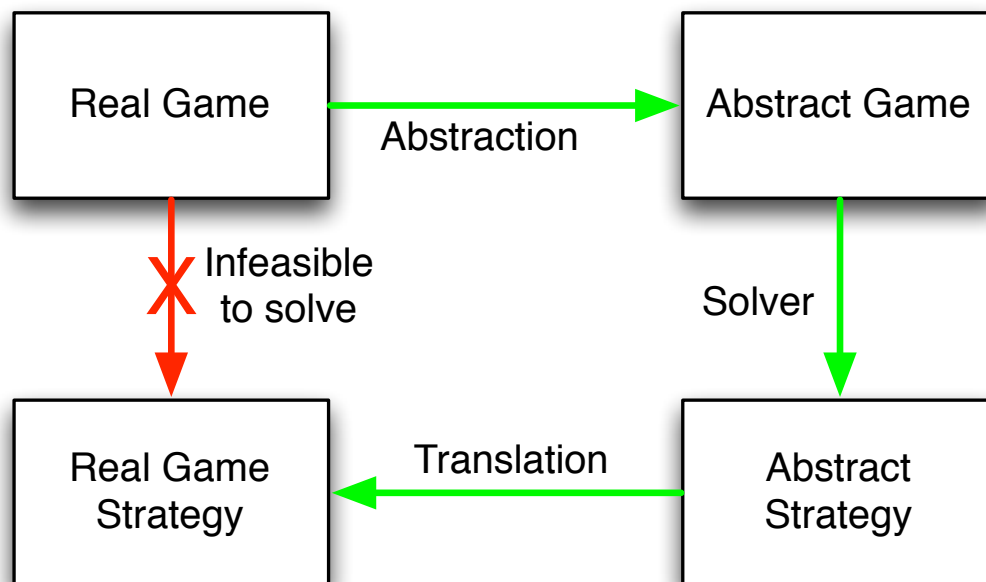 Real Game
Abstraction
Abstract Game
X
Infeasible
to solve
Solver
Real Game
Strategy
Translation
Abstract
Strategy